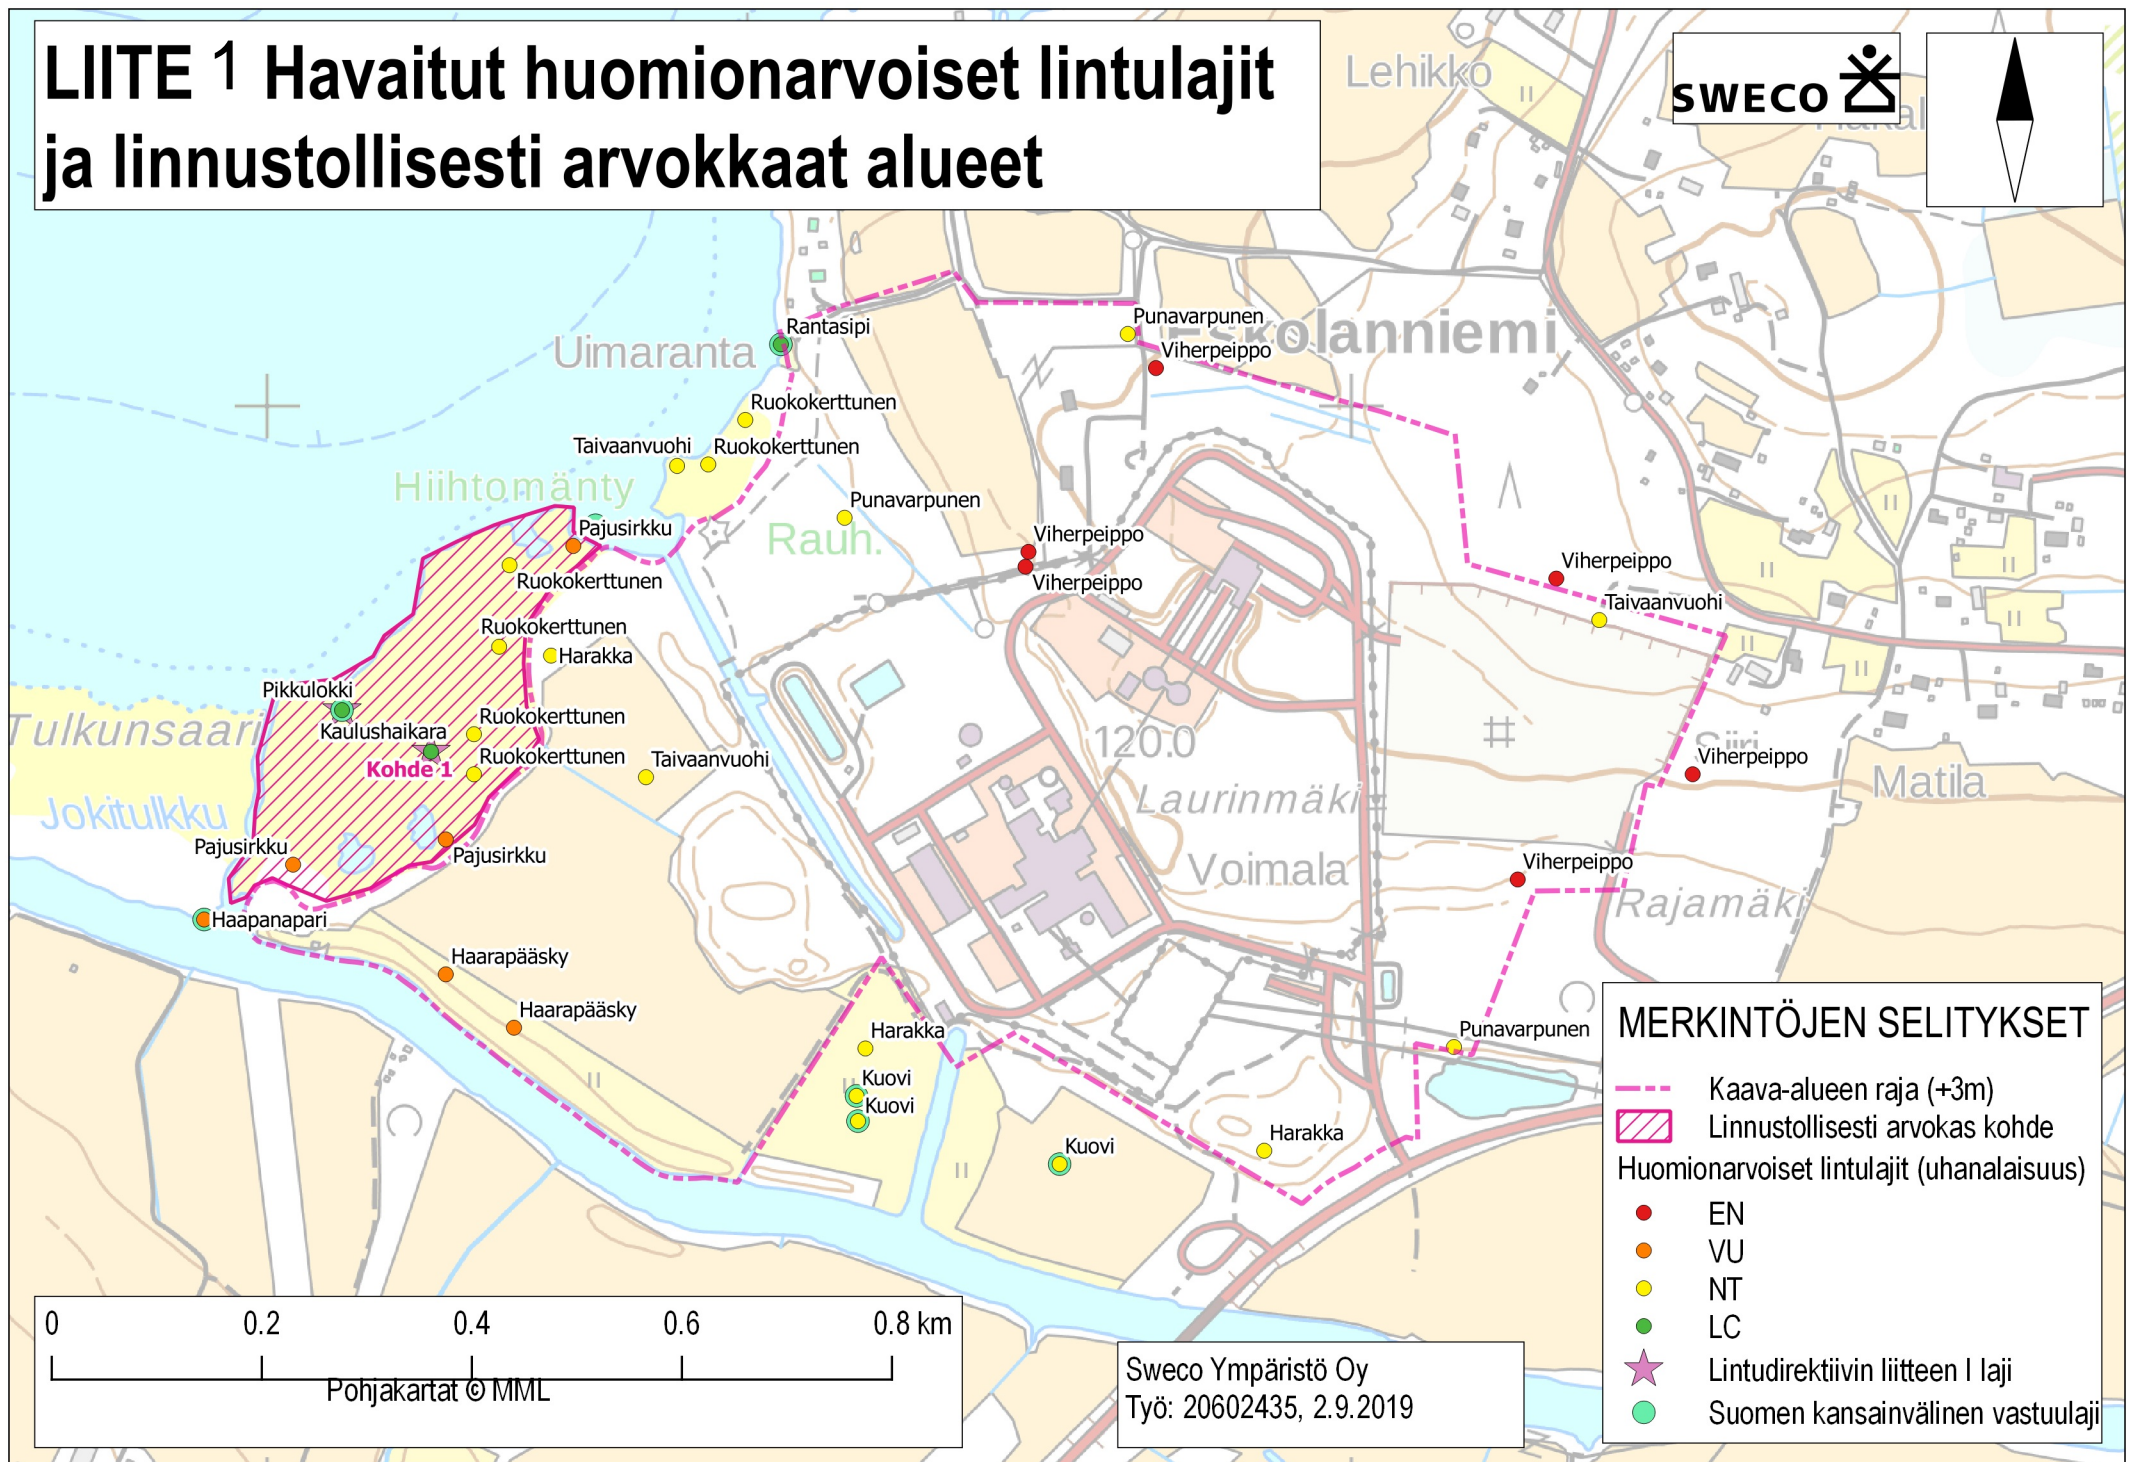 LIITE 1 Havaitut huomionarvoiset lintulajit
ja linnustollisesti arvokkaat alueet
Lehikko
SWECO
Uimaranta
Rantasipi
Punavarpunen
Eskolanniemi
Viherpeippo
Ruokokerttunen
Taivaanvuohi
Ruokokerttunen
Hiihtomänty
Punavarpunen
Rauh.
Pajusirkku
Ruokokerttunen
Viherpeippo
Viherpeippo
Viherpeippo
Taivaanvuohi
Ruokokerttunen
Harakka
Pikkulokki
Kaulushaikara
Kohde 1
Ruokokerttunen
Ruokokerttunen
Taivaanvuohi
Tulkunsaari
Jokitulkku
120.0
Laurinmäki
Voimala
Siiri
Viherpeippo
Matila
Viherpeippo
Rajamäki
Pajusirkku
Pajusirkku
Haapanapari
Haarapääsky
Haarapääsky
Harakka
Kuovi
Kuovi
Kuovi
Harakka
Punavarpunen
MERKINTÖJEN SELITYKSET
Kaava-alueen raja (+3m)
Linnustollisesti arvokas kohde
Huomionarvoiset lintulajit (uhanalaisuus)
EN
VU
NT
LC
Lintudirektiivin liitteen I laji
Suomen kansainvälinen vastuulaji
0 0.2 0.4 0.6 0.8 km
Pohjakartat © MML
Sweco Ympäristö Oy
Työ: 20602435, 2.9.2019